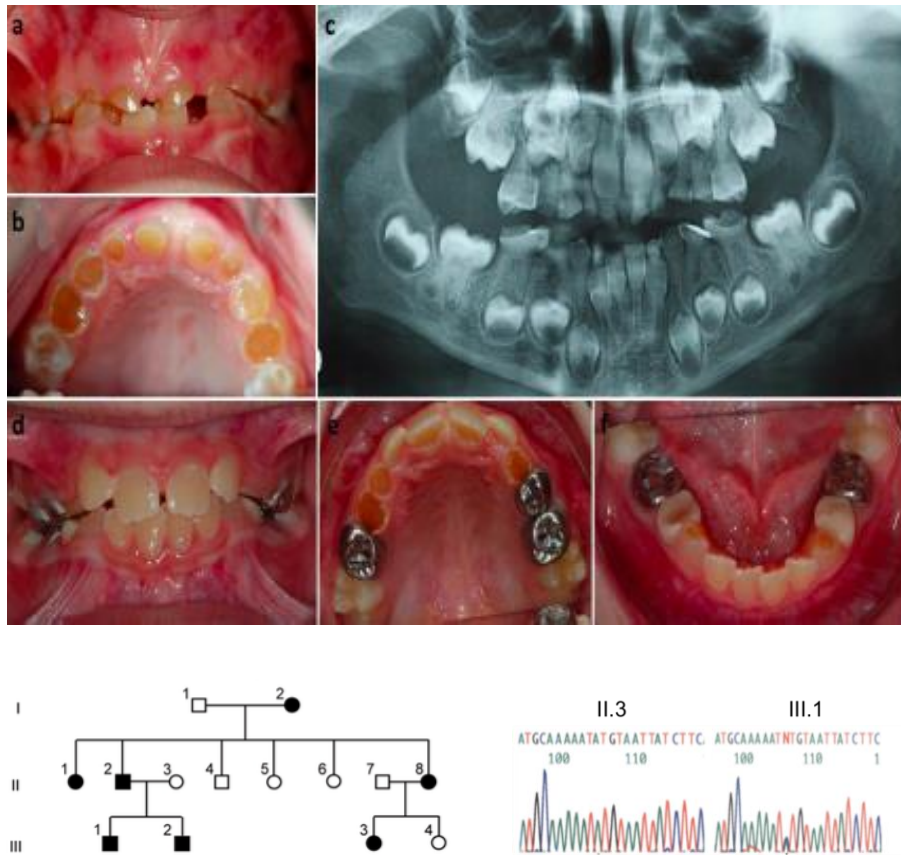 a
c
b
d
e
f
I
1
2
II.3
III.1
ATGCAAAAATATGTAATTATCTTC
ATGCAAAAATNTGTAATTATCTTC
100 110
100 110 1
II
1 2 3 4 5 6 7 8
III
1 2 3 4